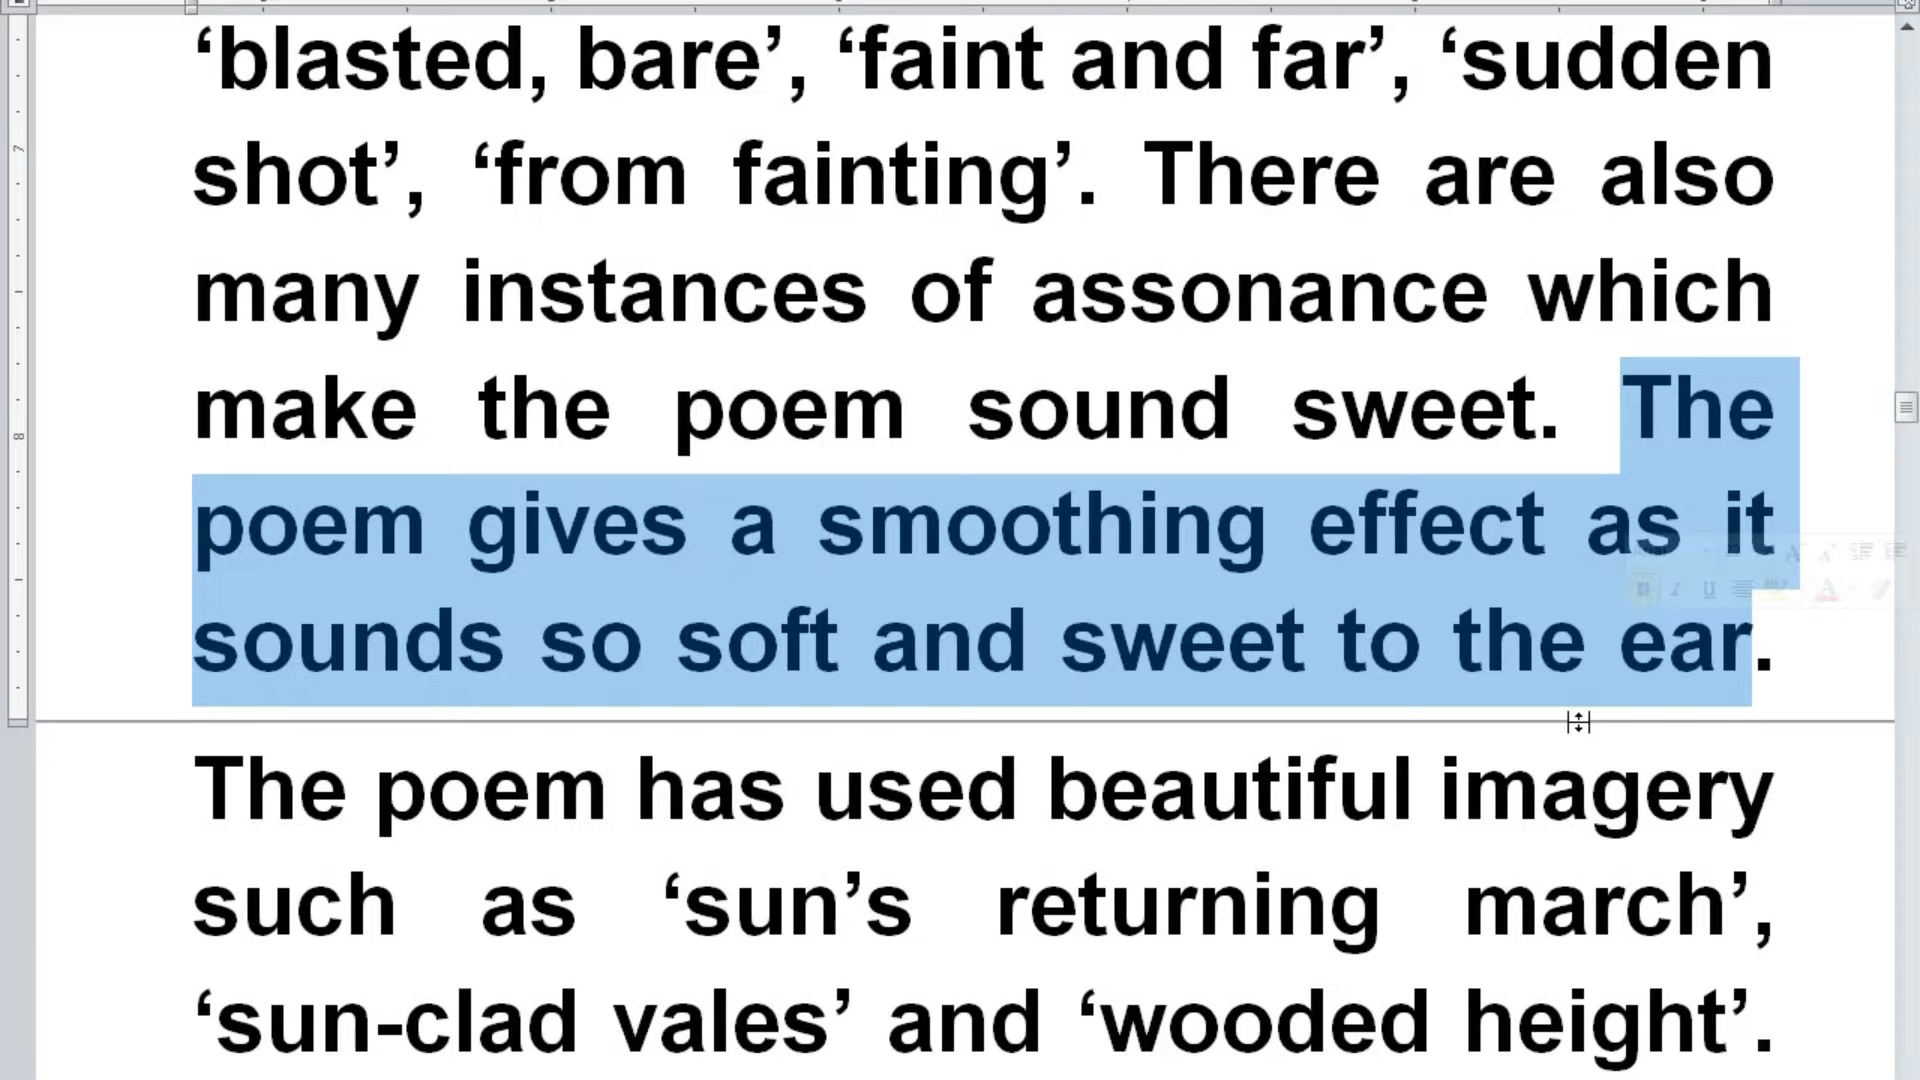 ‘blasted, bare’, ‘faint and far’, ‘sudden
shot’, ‘from fainting’. There are also
many instances of assonance which
make the poem sound sweet. The
poem gives a smoothing effect as it
sounds so soft and sweet to the ear.
The poem has used beautiful imagery
such as ‘sun’s returning march’,
‘sun-clad vales’ and ‘wooded height’.